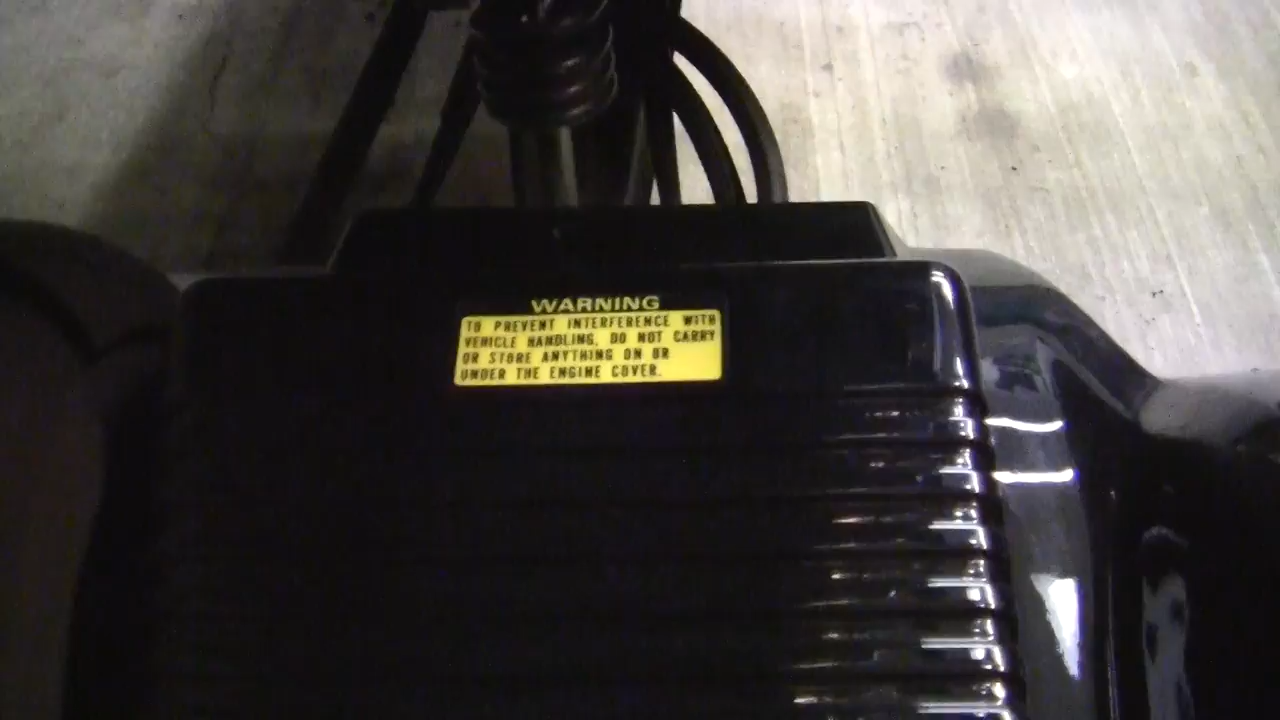 WARNING
TO PREVENT INTERFERENCE WITH
VEHICLE HANDLING, DO NOT CARRY
OR STORE ANYTHING ON OR
UNDER THE ENGINE COVER.